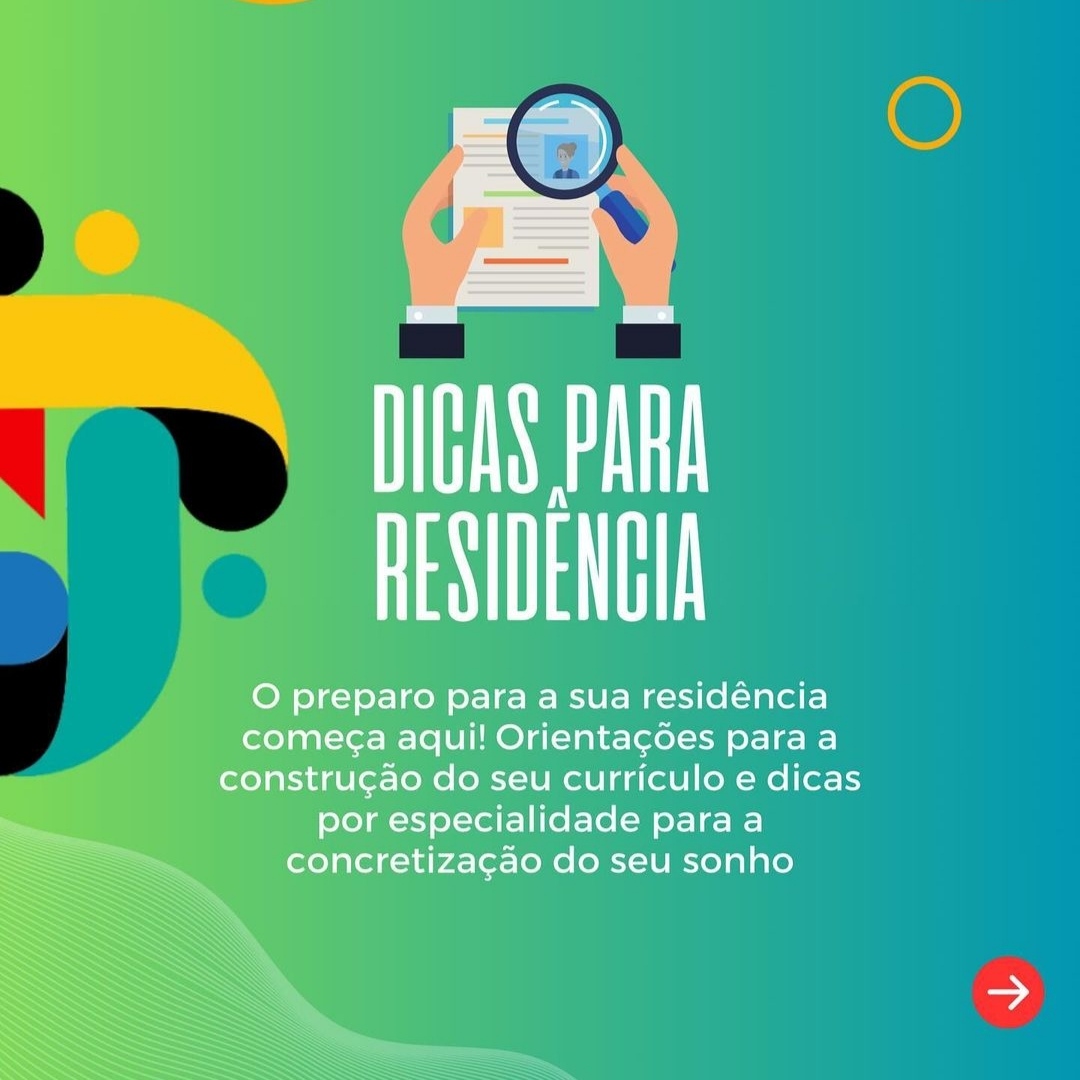 DICAS PARA
RESIDÊNCIA
O preparo para a sua residência
começa aqui! Orientações para a
construção do seu currículo e dicas
por especialidade para a
concretização do seu sonho